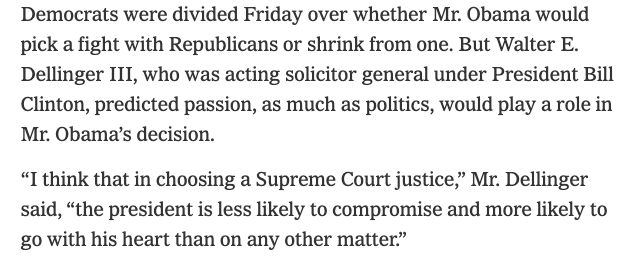 Democrats were divided Friday over whether Mr. Obama would
pick a fight with Republicans or shrink from one. But Walter E.
Dellinger III, who was acting solicitor general under President Bill
Clinton, predicted passion, as much as politics, would play a role in
Mr. Obama’s decision.
“I think that in choosing a Supreme Court justice,” Mr. Dellinger
said, “the president is less likely to compromise and more likely to
go with his heart than on any other matter.”